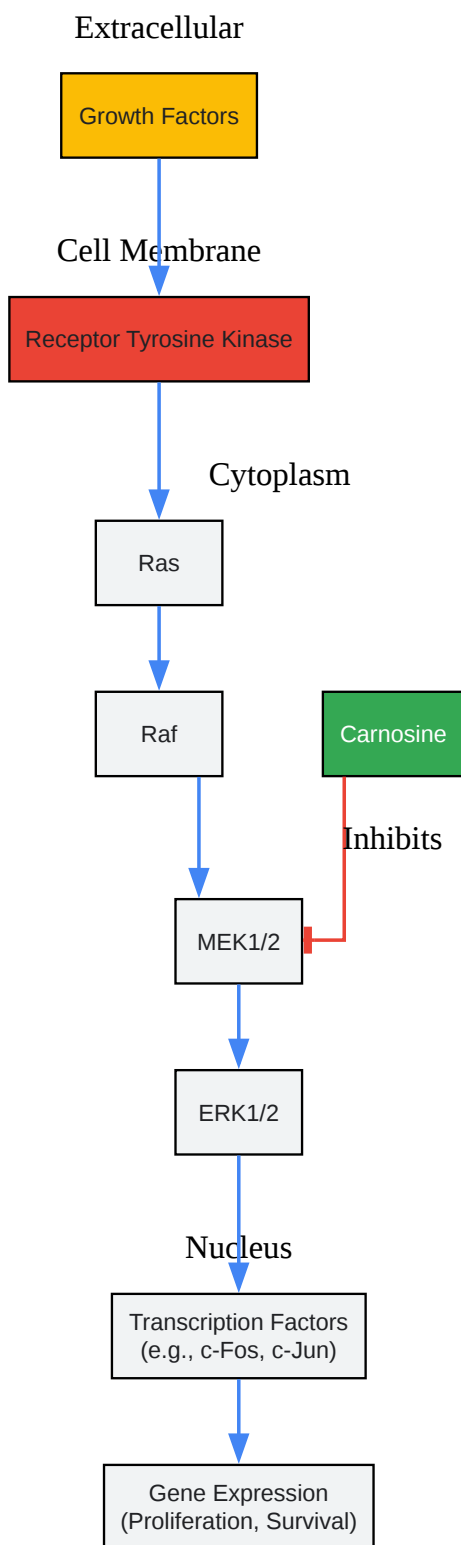 Extracellular
Growth Factors
Cell Membrane
Receptor Tyrosine Kinase
Cytoplasm
Ras
Raf
Carnosine
Inhibits
MEK1/2
ERK1/2
Nucleus
Transcription Factors
(e.g., c-Fos, c-Jun)
Gene Expression
(Proliferation, Survival)